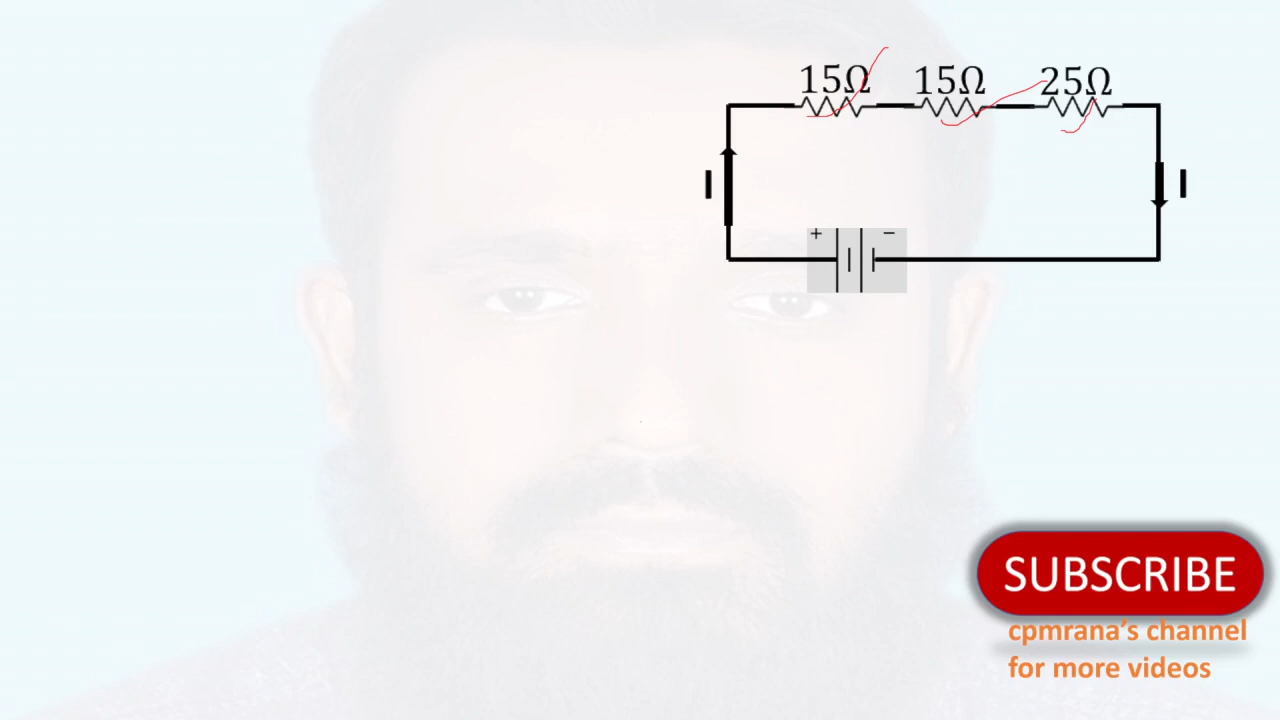 15Ω 15Ω 25Ω
I I
+ −
SUBSCRIBE
cpmrana’s channel
for more videos